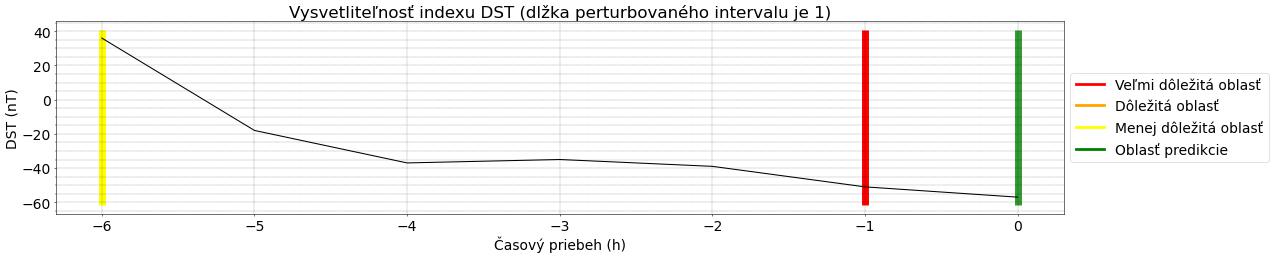 Vysvetliteľnosť indexu DST (dlžka perturbovaného intervalu je 1)
DST (nT)
40
20
0
−20
−40
−60
−6
−5
−4
−3
−2
−1
0
Časový priebeh (h)
Veľmi dôležitá oblasť
Dôležitá oblasť
Menej dôležitá oblasť
Oblasť predikcie